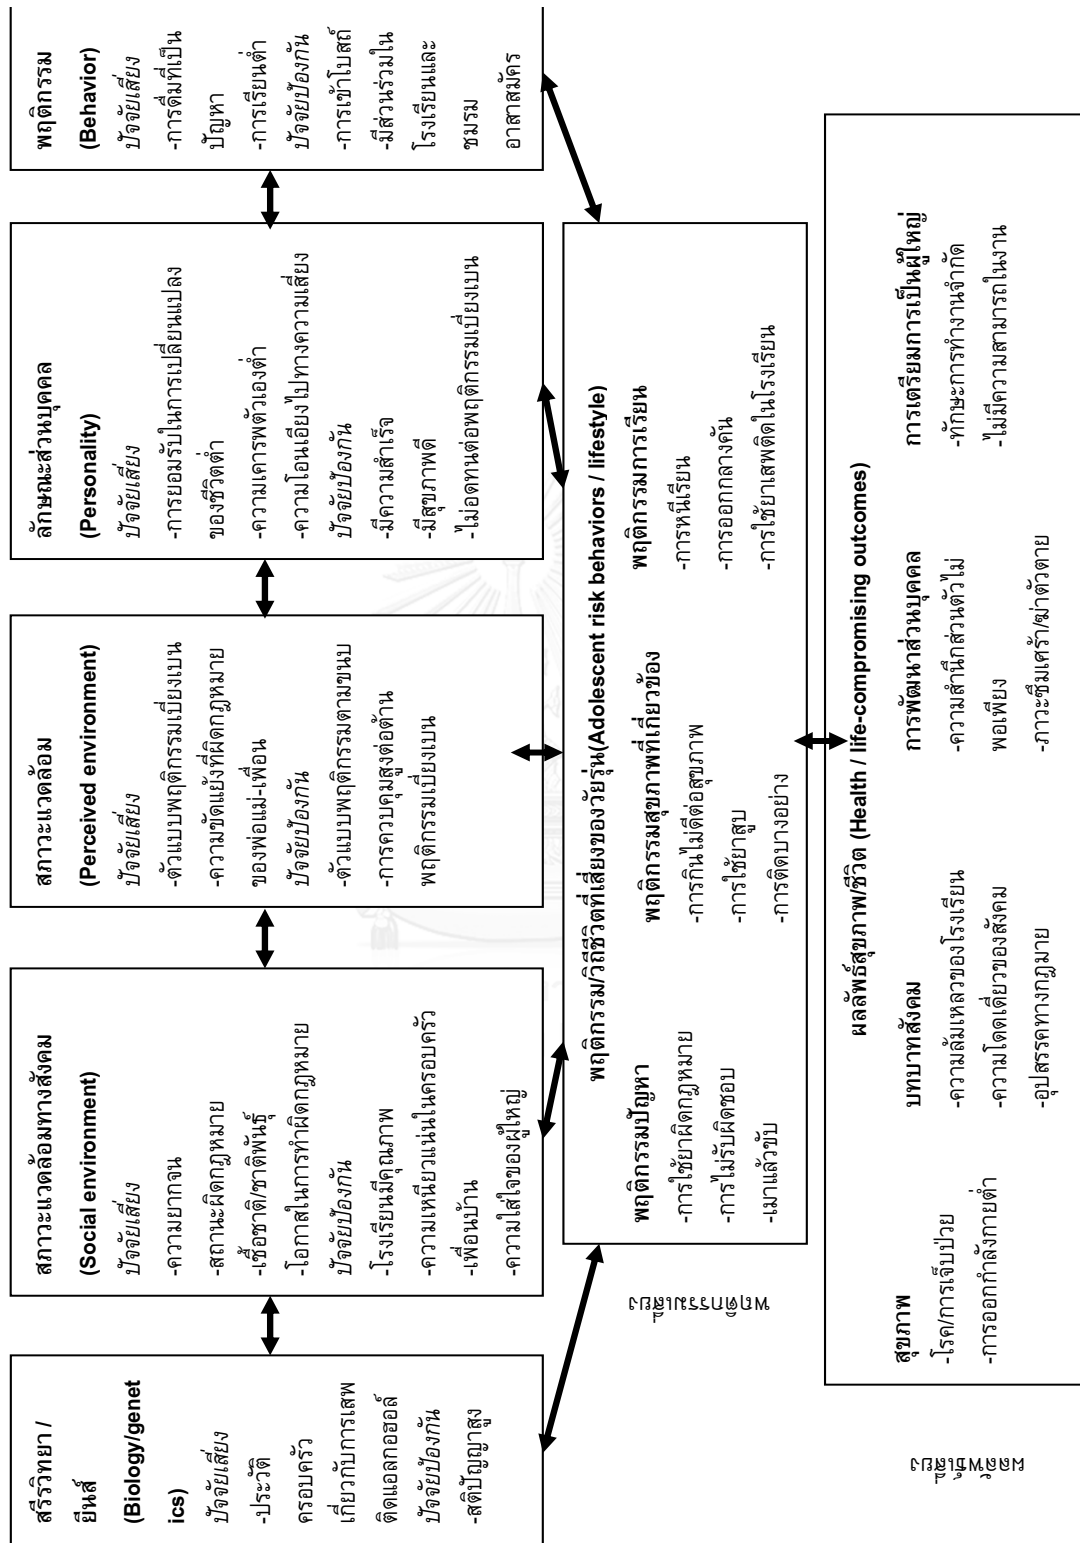 สรีรวิทยา /
ยีนส์
(Biology/genet
ics)
ปัจจัยเสี่ยง
-ประวัติ
ครอบครัว
เกี่ยวกับการเสพ
ติดแอลกอฮอล์
ปัจจัยป้องกัน
-สติปัญญาสูง
สภาวะแวดล้อมทางสังคม
(Social environment)
ปัจจัยเสี่ยง
-ความยากจน
-สถานะผิดกฎหมาย
-เชื้อชาติ/ชาติพันธุ์
-โอกาสในการทำผิดกฎหมาย
ปัจจัยป้องกัน
-โรงเรียนมีคุณภาพ
-ความเหนียวแน่นในครอบครัว
-เพื่อนบ้าน
-ความใส่ใจของผู้ใหญ่
สภาวะแวดล้อม
(Perceived environment)
ปัจจัยเสี่ยง
-ตัวแบบพฤติกรรมเบี่ยงเบน
-ความขัดแย้งที่ผิดกฎหมาย
ของพ่อแม่-เพื่อน
ปัจจัยป้องกัน
-ตัวแบบพฤติกรรมตามขนบ
-การควบคุมสูงต่อต้าน
พฤติกรรมเบี่ยงเบน
ลักษณะส่วนบุคคล
(Personality)
ปัจจัยเสี่ยง
-การยอมรับในการเปลี่ยนแปลง
ของชีวิตต่ำ
-ความเคารพตัวเองต่ำ
-ความโอนเอียงไปทางความเสี่ยง
ปัจจัยป้องกัน
-มีความสำเร็จ
-มีสุขภาพดี
-ไม่อดทนต่อพฤติกรรมเบี่ยงเบน
พฤติกรรม
(Behavior)
ปัจจัยเสี่ยง
-การดื่มที่เป็น
ปัญหา
-การเรียนต่ำ
ปัจจัยป้องกัน
-การเข้าโบสถ์
-มีส่วนร่วมใน
โรงเรียนและ
ชมรม
อาสาสมัคร
พฤติกรรมเสี่ยง
พฤติกรรม/วิถีชีวิตที่เสี่ยงของวัยรุ่น(Adolescent risk behaviors / lifestyle)
พฤติกรรมปัญหา
-การใช้ยาผิดกฎหมาย
-การไม่รับผิดชอบ
-เมาแล้วขับ
พฤติกรรมสุขภาพที่เกี่ยวข้อง
-การกินไม่ดีต่อสุขภาพ
-การใช้ยาสูบ
-การติดบางอย่าง
พฤติกรรมการเรียน
-การหนีเรียน
-การออกกลางคัน
-การใช้ยาเสพติดในโรงเรียน
ผลลัพธ์เสี่ยง
ผลลัพธ์สุขภาพ/ชีวิต (Health / life-compromising outcomes)
สุขภาพ
-โรค/การเจ็บป่วย
-การออกกำลังกายต่ำ
บทบาทสังคม
-ความล้มเหลวของโรงเรียน
-ความโดดเดี่ยวของสังคม
-อุปสรรคทางกฎมาย
การพัฒนาส่วนบุคคล
-ความสำนึกส่วนตัวไม่
พอเพียง
-ภาวะซึมเศร้า/ฆ่าตัวตาย
การเตรียมการเป็นผู้ใหญ่
-ทักษะการทำงานจำกัด
-ไม่มีความสามารถในงาน